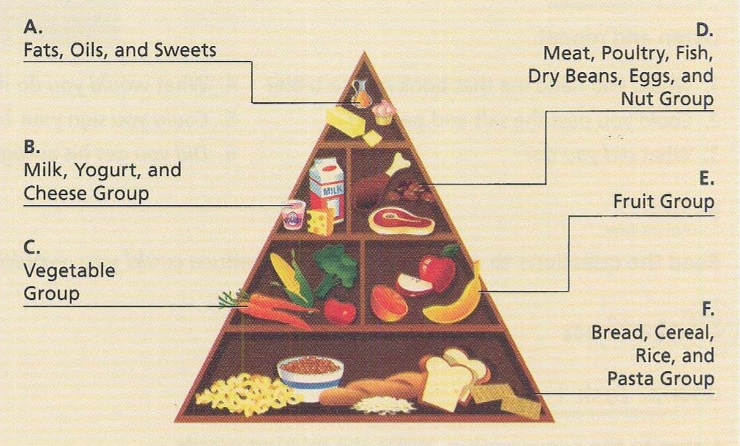 A.
Fats, Oils, and Sweets
B.
Milk, Yogurt, and
Cheese Group
C.
Vegetable
Group
D.
Meat, Poultry, Fish,
Dry Beans, Eggs, and
Nut Group
E.
Fruit Group
F.
Bread, Cereal,
Rice, and
Pasta Group
MILK